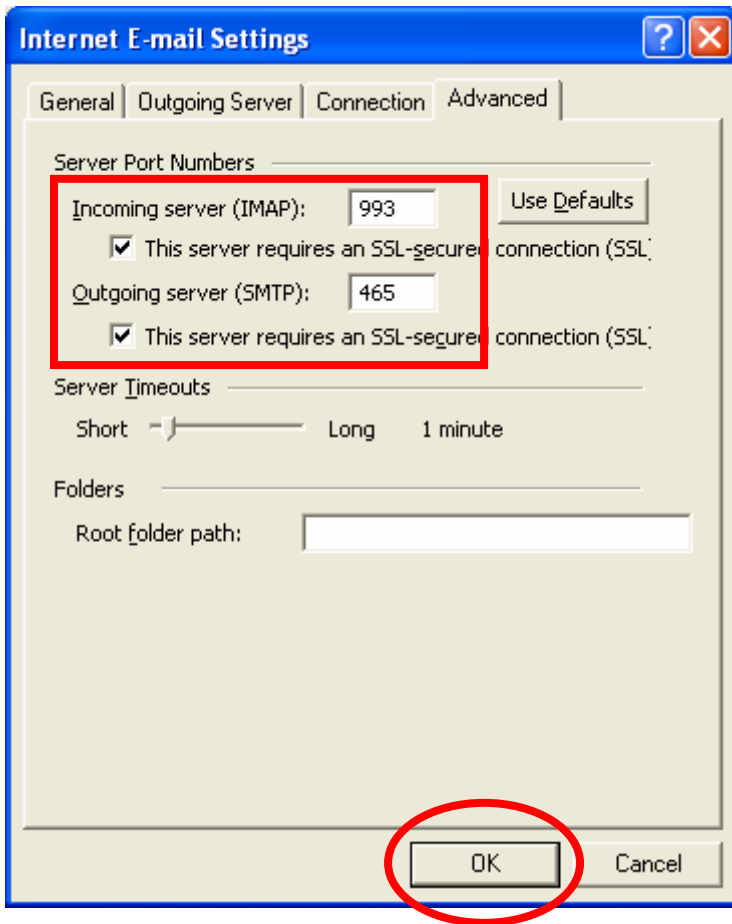 Internet E-mail Settings
General Outgoing Server Connection Advanced
Server Port Numbers
Incoming server (IMAP): 993 Use Defaults
This server requires an SSL-secured connection (SSL)
Outgoing server (SMTP): 465
This server requires an SSL-secured connection (SSL)
Server Timeouts
Short Long 1 minute
Folders
Root folder path:
OK Cancel